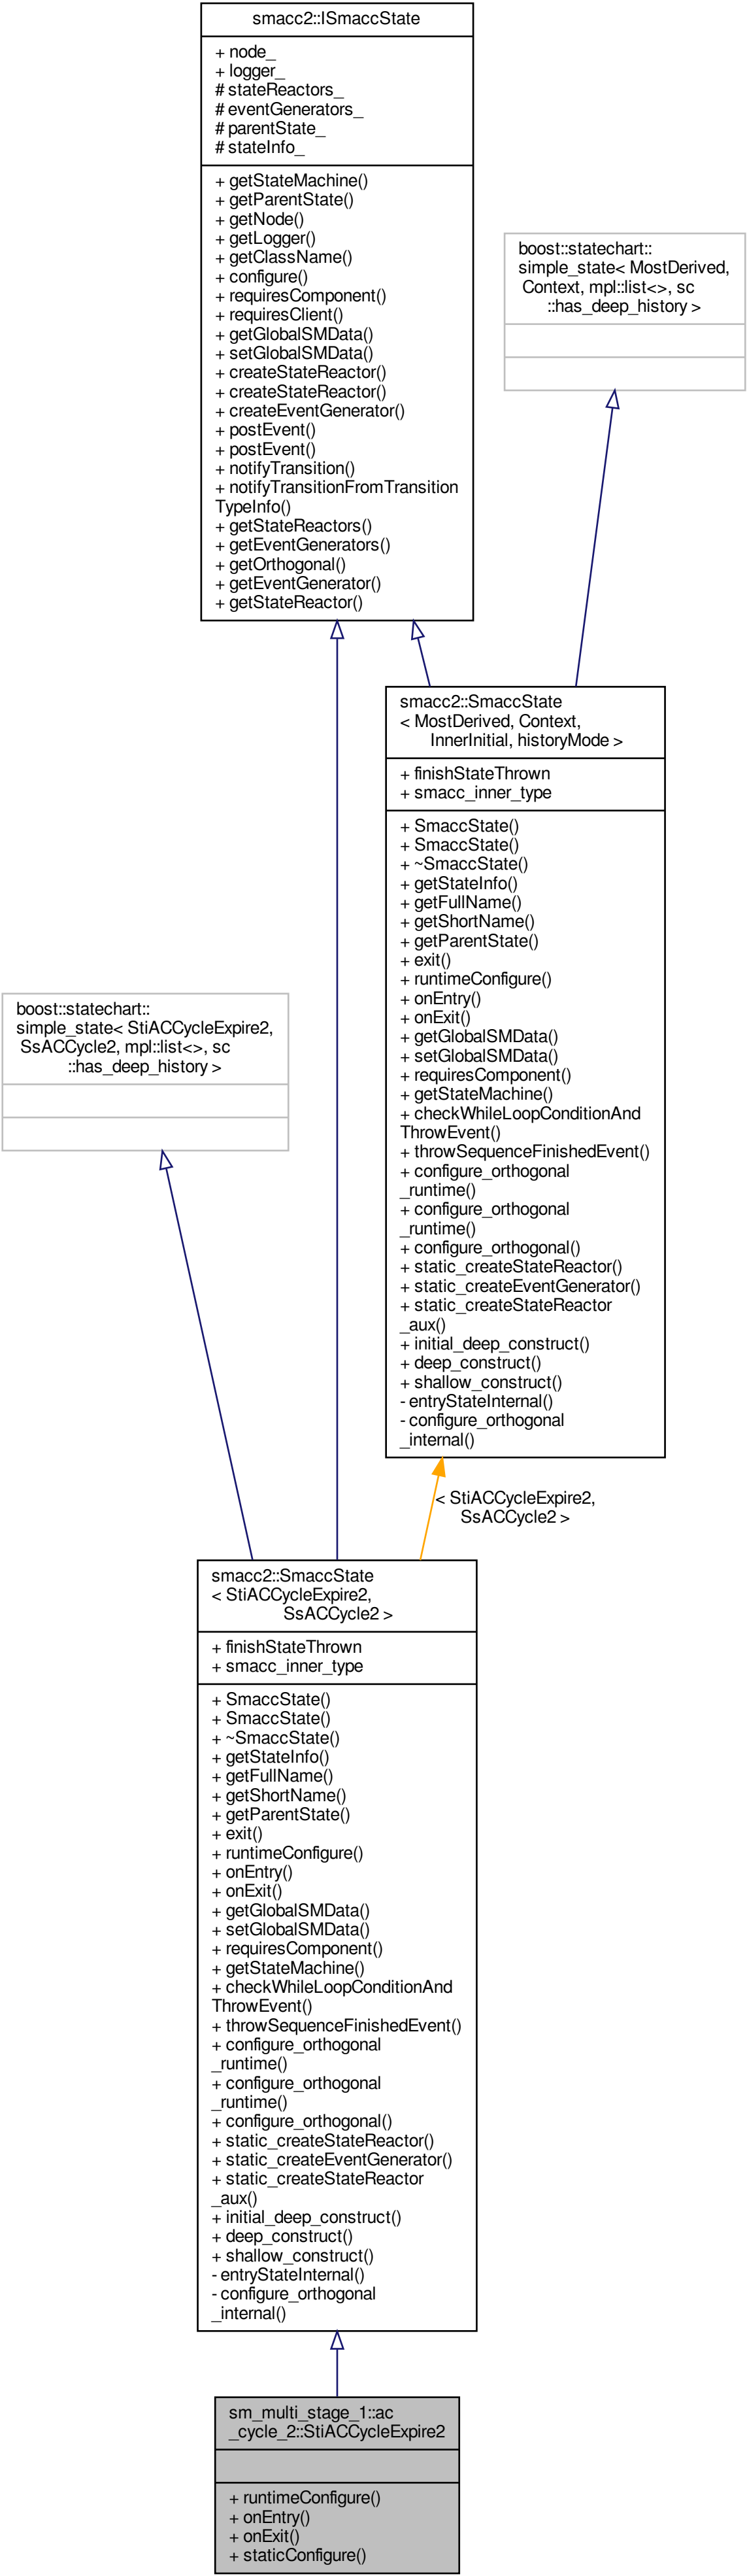 smacc2::ISmaccState
+ node_
+ logger_
# stateReactors_
# eventGenerators_
# parentState_
# stateInfo_
+ getStateMachine()
+ getParentState()
+ getNode()
+ getLogger()
+ getClassName()
+ configure()
+ requiresComponent()
+ requiresClient()
+ getGlobalSMData()
+ setGlobalSMData()
+ createStateReactor()
+ createStateReactor()
+ createEventGenerator()
+ postEvent()
+ postEvent()
+ notifyTransition()
+ notifyTransitionFromTransition
TypeInfo()
+ getStateReactors()
+ getEventGenerators()
+ getOrthogonal()
+ getEventGenerator()
+ getStateReactor()
boost::statechart::
simple_state< MostDerived,
Context, mpl::list<>, sc
::has_deep_history >
smacc2::SmaccState
< MostDerived, Context,
InnerInitial, historyMode >
+ finishStateThrown
+ smacc_inner_type
+ SmaccState()
+ SmaccState()
+ ~SmaccState()
+ getStateInfo()
+ getFullName()
+ getShortName()
+ getParentState()
+ exit()
+ runtimeConfigure()
+ onEntry()
+ onExit()
+ getGlobalSMData()
+ setGlobalSMData()
+ requiresComponent()
+ getStateMachine()
+ checkWhileLoopConditionAnd
ThrowEvent()
+ throwSequenceFinishedEvent()
+ configure_orthogonal
_runtime()
+ configure_orthogonal
_runtime()
+ configure_orthogonal()
+ static_createStateReactor()
+ static_createEventGenerator()
+ static_createStateReactor
_aux()
+ initial_deep_construct()
+ deep_construct()
+ shallow_construct()
- entryStateInternal()
- configure_orthogonal
_internal()
boost::statechart::
simple_state< StiACCycleExpire2,
SsACCycle2, mpl::list<>, sc
::has_deep_history >
< StiACCycleExpire2,
SsACCycle2 >
smacc2::SmaccState
< StiACCycleExpire2,
SsACCycle2 >
+ finishStateThrown
+ smacc_inner_type
+ SmaccState()
+ SmaccState()
+ ~SmaccState()
+ getStateInfo()
+ getFullName()
+ getShortName()
+ getParentState()
+ exit()
+ runtimeConfigure()
+ onEntry()
+ onExit()
+ getGlobalSMData()
+ setGlobalSMData()
+ requiresComponent()
+ getStateMachine()
+ checkWhileLoopConditionAnd
ThrowEvent()
+ throwSequenceFinishedEvent()
+ configure_orthogonal
_runtime()
+ configure_orthogonal
_runtime()
+ configure_orthogonal()
+ static_createStateReactor()
+ static_createEventGenerator()
+ static_createStateReactor
_aux()
+ initial_deep_construct()
+ deep_construct()
+ shallow_construct()
- entryStateInternal()
- configure_orthogonal
_internal()
sm_multi_stage_1::ac
_cycle_2::StiACCycleExpire2
+ runtimeConfigure()
+ onEntry()
+ onExit()
+ staticConfigure()